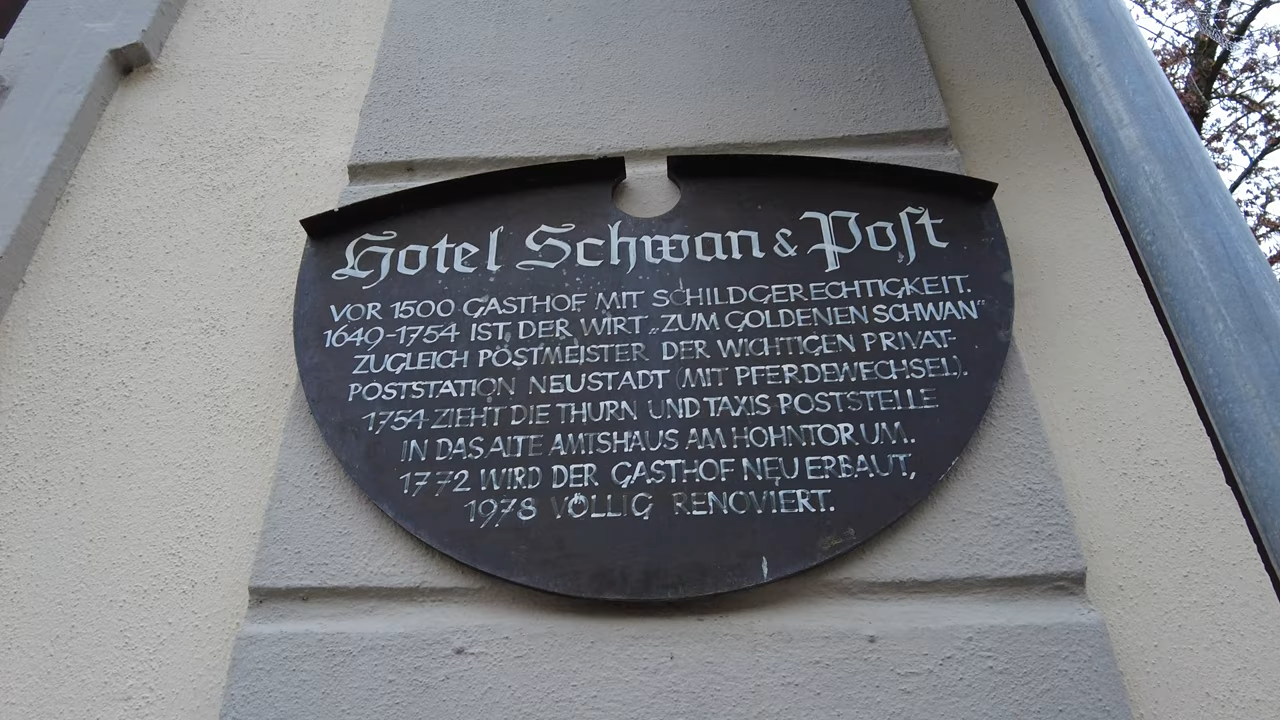 Hotel Schwan & Post
VOR 1500 GASTHOF MIT SCHILDGERECHTIGKEIT.
1649-1754 IST DER WIRT „ZUM GOLDENEN SCHWAN"
ZUGLEICH POSTMEISTER DER WICHTIGEN PRIVAT-
POSTSTATION NEUSTADT (MIT PFERDEWECHSEL).
1754 ZIEHT DIE THURN UND TAXIS POSTSTELLE
IN DAS ALTE AMTSHAUS AM HOHNTOR UM.
1772 WIRD DER GASTHOF NEU ERBAUT,
1978 VÖLLIG RENOVIERT.